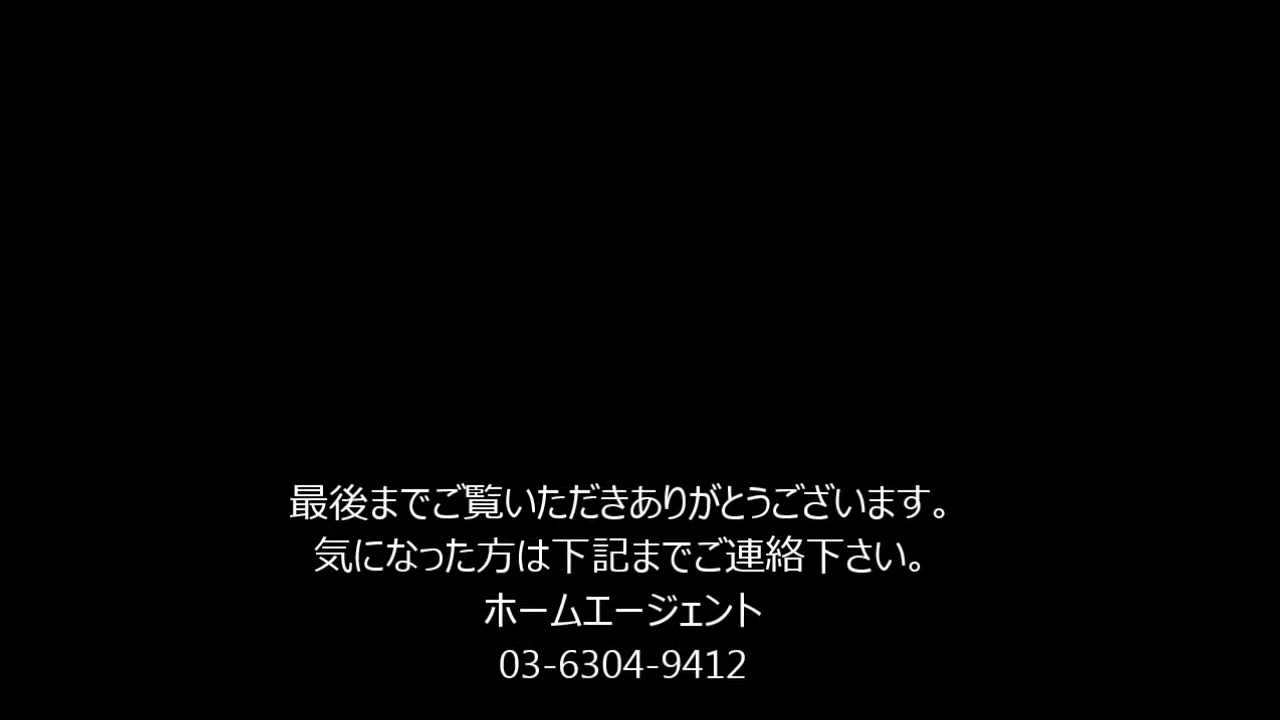 最後までご覧いただきありがとうございます。
気になった方は下記までご連絡下さい。
ホームエージェント
03-6304-9412